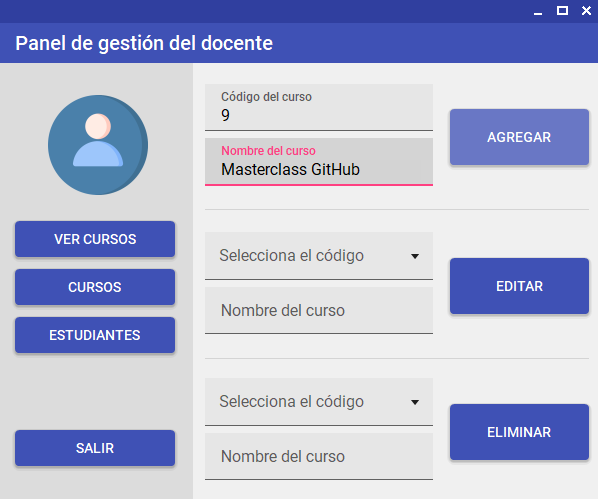 Panel de gestión del docente
VER CURSOS
CURSOS
ESTUDIANTES
SALIR
Código del curso
9
Nombre del curso
Masterclass GitHub
AGREGAR
Selecciona el código
Nombre del curso
EDITAR
Selecciona el código
Nombre del curso
ELIMINAR